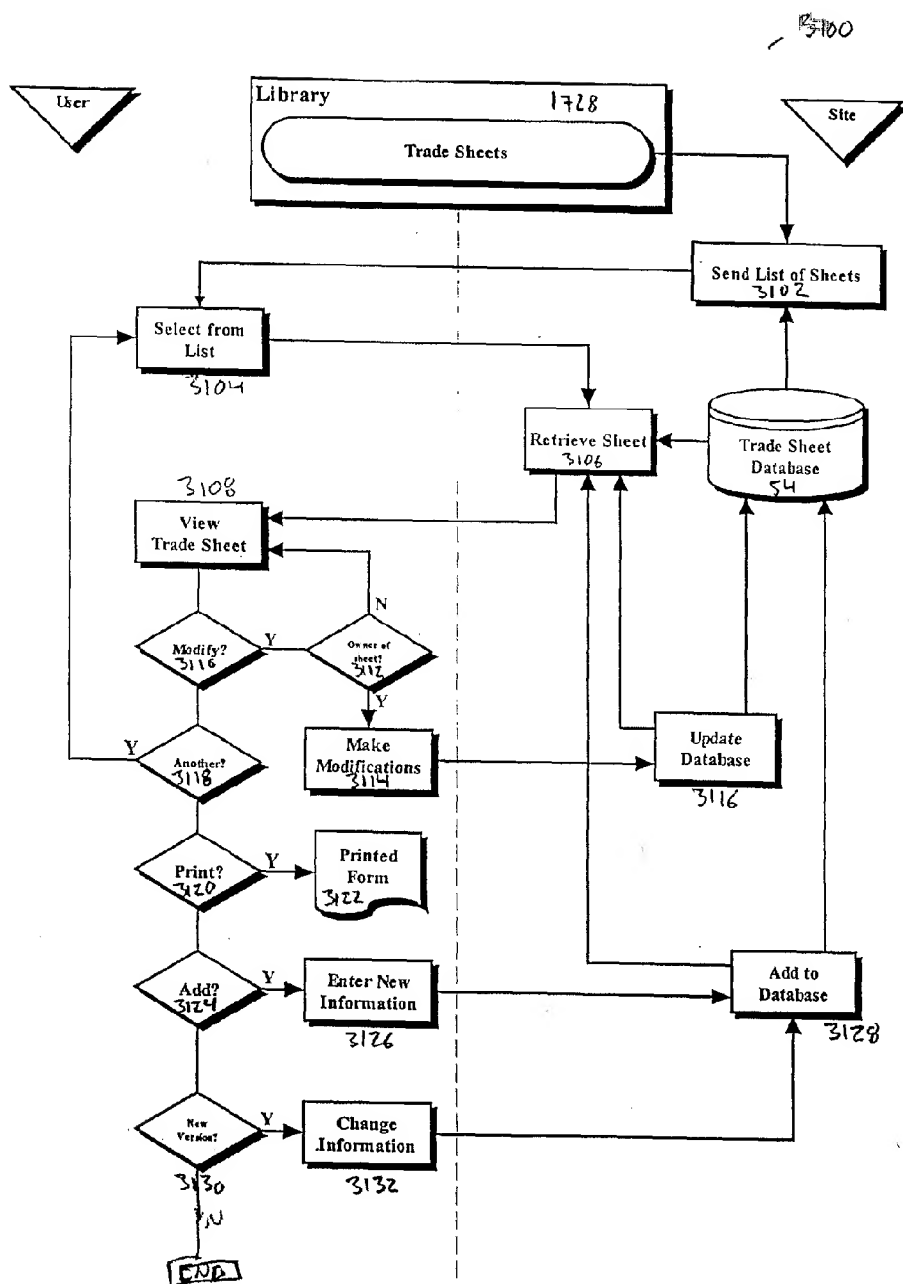 3100
User
Library
1728
Site
Trade Sheets
Send List of Sheets
3102
Select from
List
3104
Retrieve Sheet
3106
Trade Sheet
Database
54
3108
View
Trade Sheet
N
Modify?
3116
Y
Owner of
sheet?
3112
Y
Y
Another?
3118
Make
Modifications
3114
Update
Database
3116
Print?
3120
Y
Printed
Form
3122
Add?
3124
Y
Enter New
Information
3126
Add to
Database
3128
New
Version?
3130
Y
Change
.Information
3132
N
END